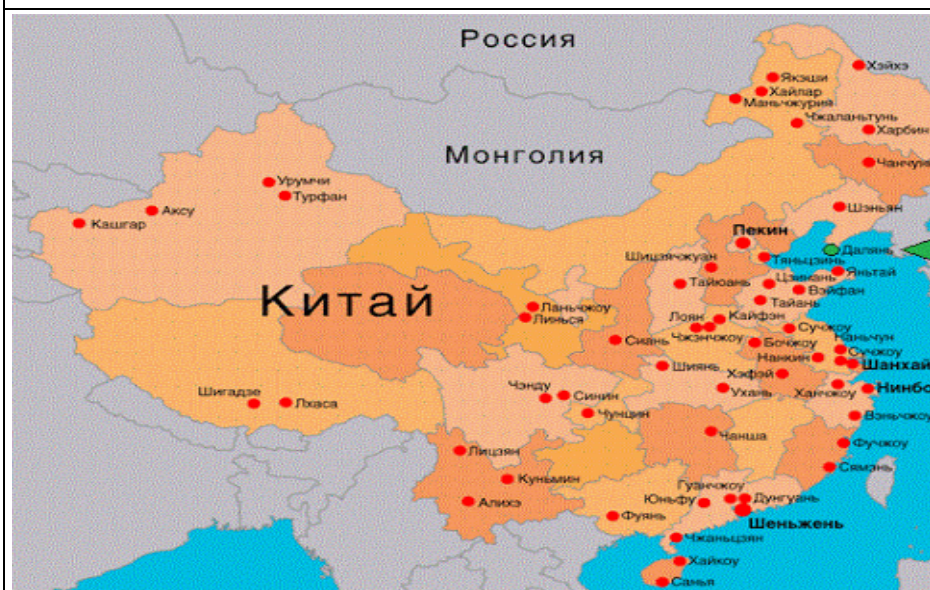 Россия
Хэйхэ
Якэши
Хайлар
Маньчжурия
Чжаланьтунь
Харбин
Монголия
Чанчун
Урумчи
Турфан
Аксу
Кашгар
Шэньян
Пекин
Далянь
Шицзячжуан
Тяньцзинь
Яньтай
Тайюань
Цзинань
Вэйфан
Китай
Тайань
Ланьчжоу
Линься
Лоян
Кайфэн
Чжэнчжоу
Сучжоу
Сиань
Бочжоу
Наньчун
Сучжоу
Нанкин
Шанхай
Шиянь
Хэфэй
Чэнду
Синин
Ухань
Ханчжоу
Нинбо
Шигадзе
Лхаса
Чунцин
Вэньчжоу
Чанша
Фучжоу
Лицзян
Сямэнь
Куньмин
Гуанчжоу
Алихэ
Юньфу
Дунгуань
Фуянь
Шеньжень
Чжаньцзян
Хайкоу
Санья